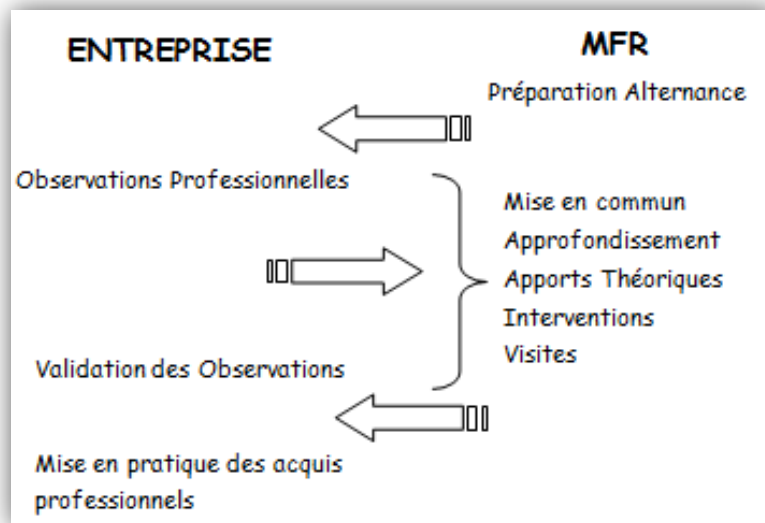 ENTREPRISE
MFR
Préparation Alternance
Observations Professionnelles
Mise en commun
Approfondissement
Apports Théoriques
Interventions
Visites
Validation des Observations
Mise en pratique des acquis
professionnels